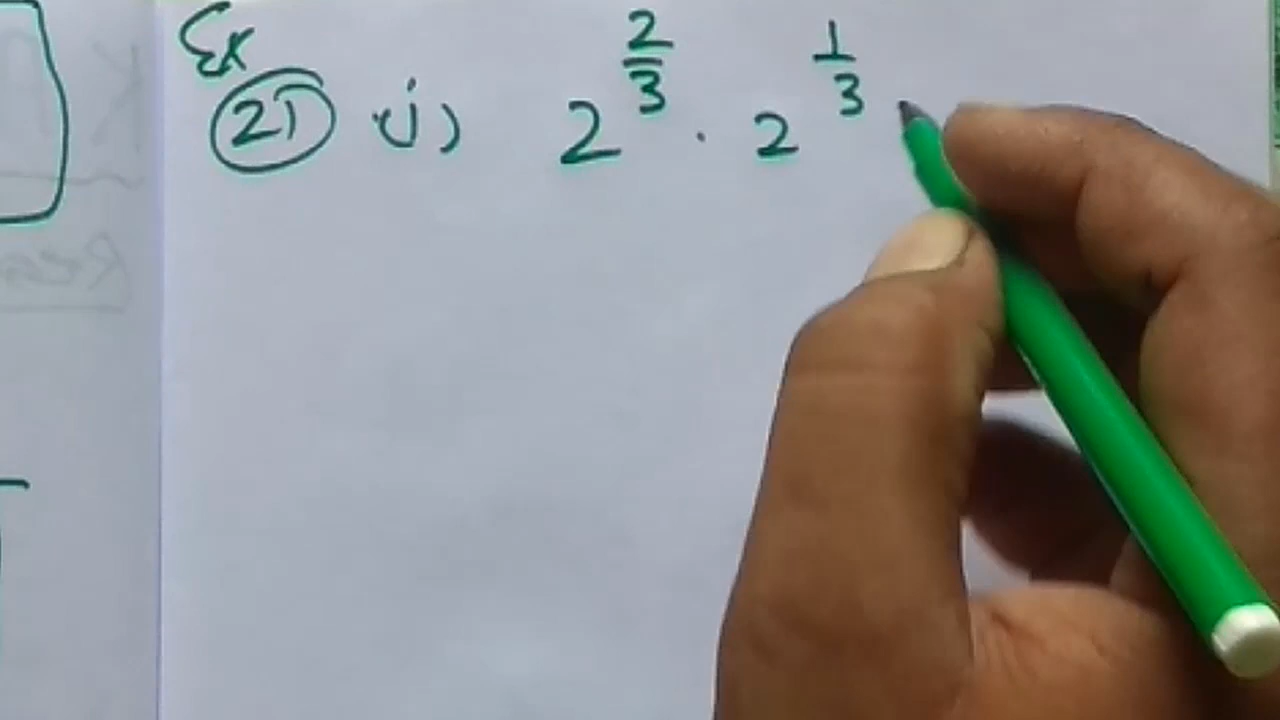 Ex
21 (i) 2^(2/3) · 2^(1/3)